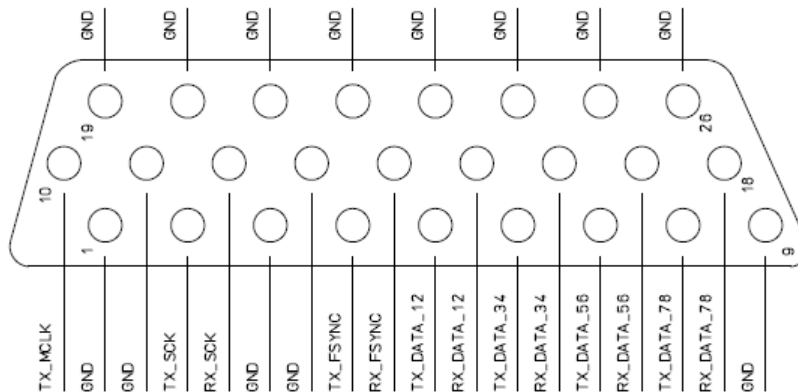 GND
GND
GND
GND
GND
GND
GND
GND
19
26
10
18
1
9
TX_MCLK
GND
GND
TX_SCK
RX_SCK
GND
GND
TX_FSYNC
RX_FSYNC
TX_DATA_12
RX_DATA_12
TX_DATA_34
RX_DATA_34
TX_DATA_56
RX_DATA_56
TX_DATA_78
RX_DATA_78
GND